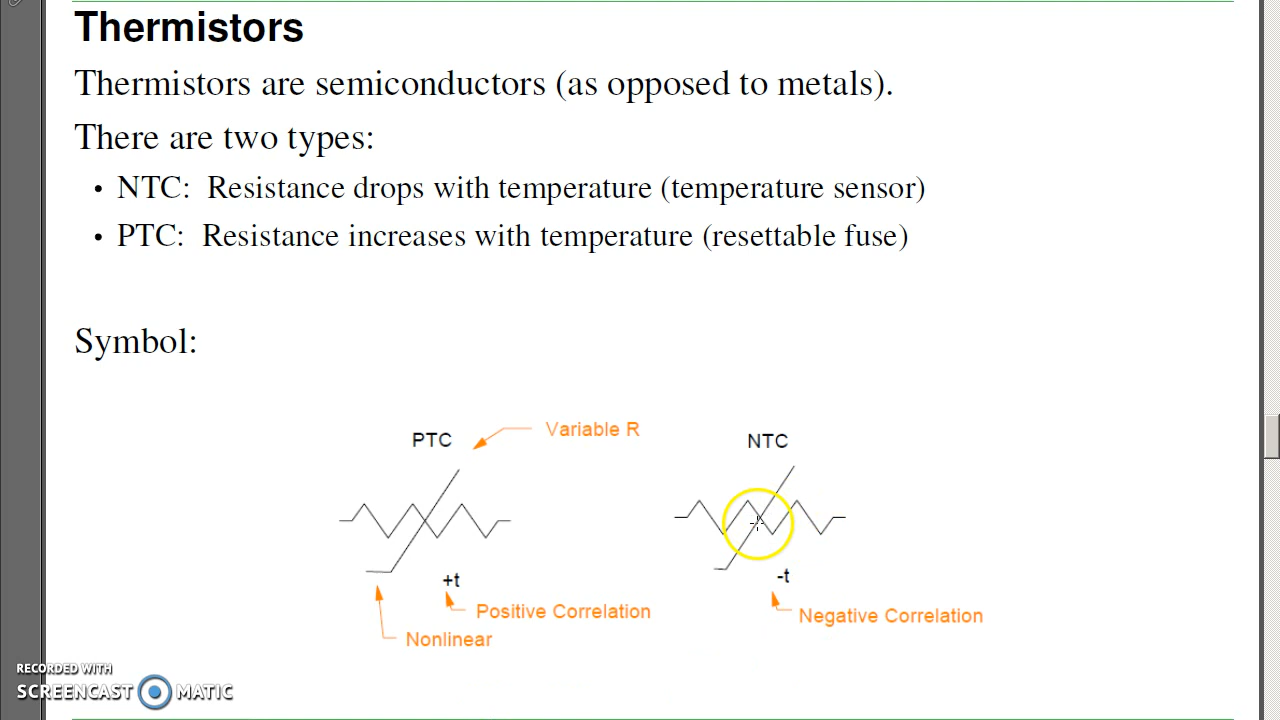 Thermistors
Thermistors are semiconductors (as opposed to metals).
There are two types:
• NTC: Resistance drops with temperature (temperature sensor)
• PTC: Resistance increases with temperature (resettable fuse)
Symbol:
PTC
Variable R
NTC
+t
-t
Positive Correlation
Negative Correlation
Nonlinear
RECORDED WITH
SCREENCAST MATIC